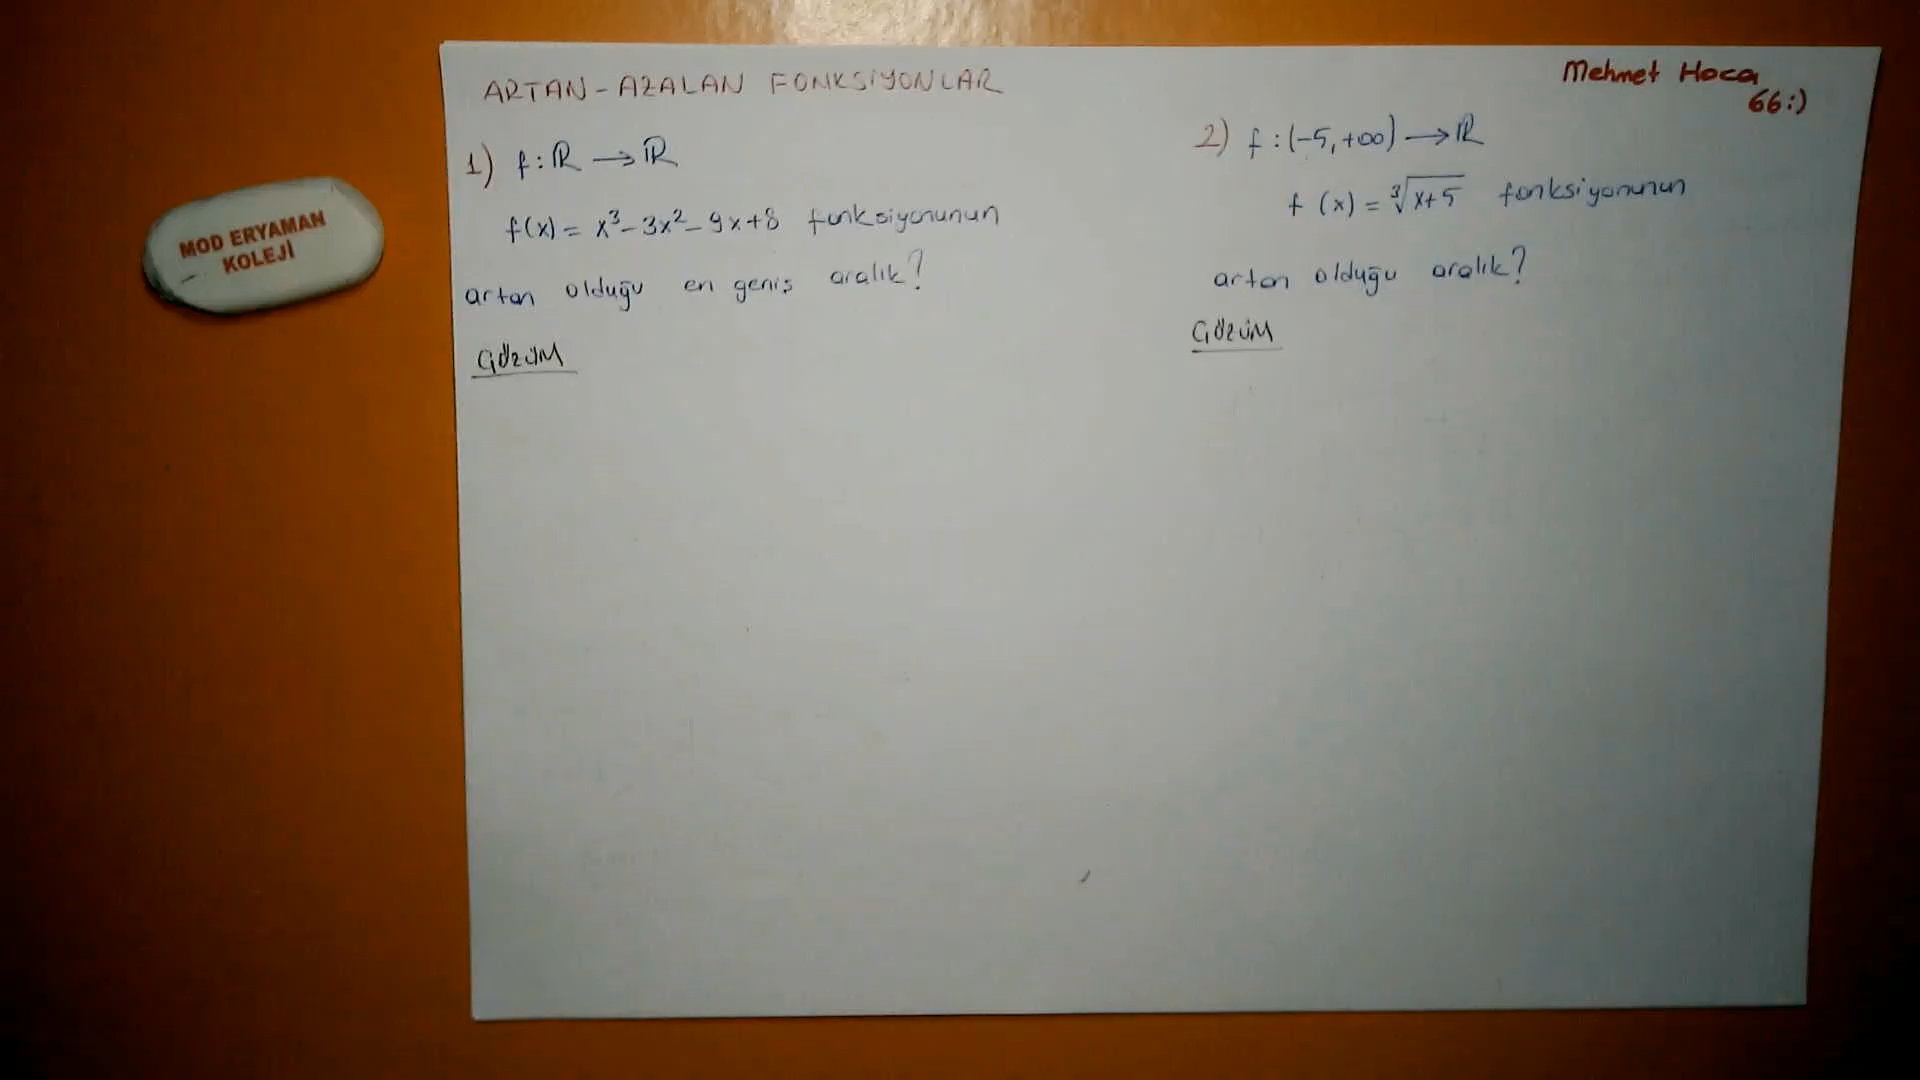 ARTAN-AZALAN FONKSİYONLAR
Mehmet Hoca
66:)
1) f:ℝ → ℝ
f(x) = x³-3x²-9x+8 fonksiyonunun
artan olduğu en geniş aralık?
ÇÖZÜM
2) f:(-5,+∞) → ℝ
f(x) = ∛(x+5) fonksiyonunun
artan olduğu aralık?
ÇÖZÜM
MOD ERYAMAN
KOLEJİ